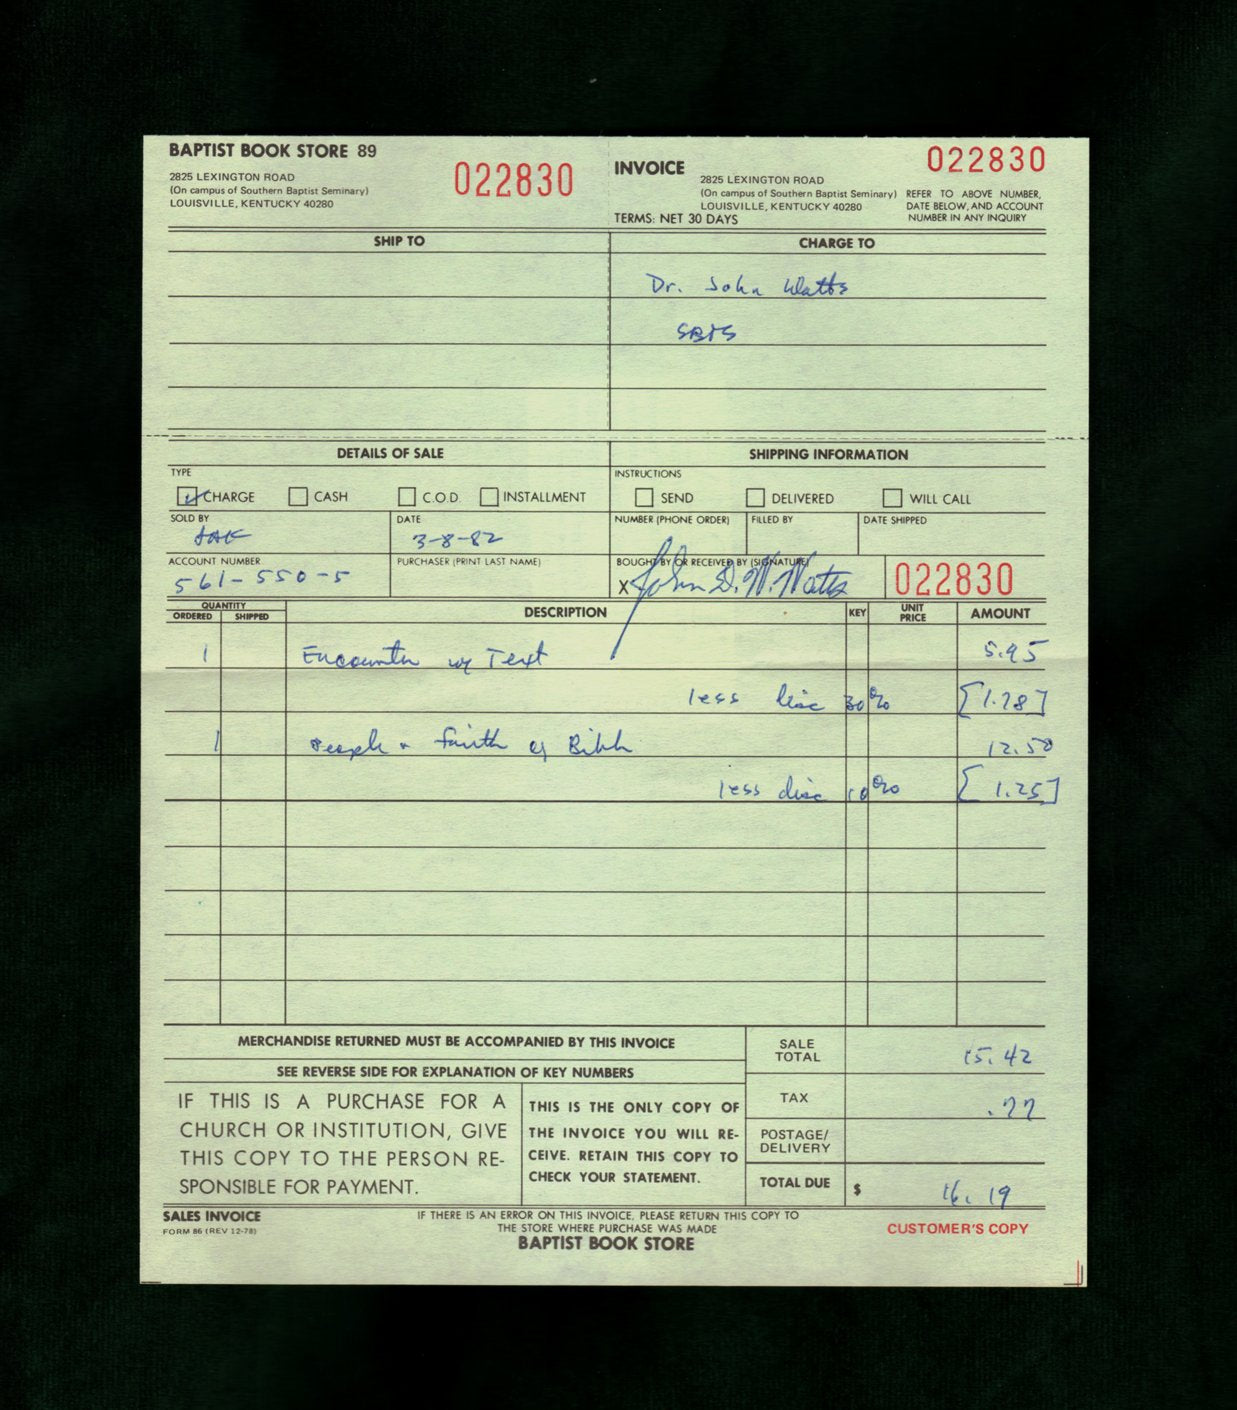 BAPTIST BOOK STORE 89
2825 LEXINGTON ROAD
(On campus of Southern Baptist Seminary)
LOUISVILLE, KENTUCKY 40280
022830
INVOICE
2825 LEXINGTON ROAD
(On campus of Southern Baptist Seminary)
LOUISVILLE, KENTUCKY 40280
TERMS: NET 30 DAYS
022830
REFER TO ABOVE NUMBER,
DATE BELOW, AND ACCOUNT
NUMBER IN ANY INQUIRY
SHIP TO
CHARGE TO
Dr. John Watts
SBTS
DETAILS OF SALE
SHIPPING INFORMATION
TYPE
CHARGE CASH C.O.D. INSTALLMENT
INSTRUCTIONS
SEND DELIVERED WILL CALL
SOLD BY
DATE
3-8-82
NUMBER (PHONE ORDER) FILLED BY DATE SHIPPED
ACCOUNT NUMBER
561-550-5
PURCHASER (PRINT LAST NAME)
BOUGHT BY OR RECEIVED BY (SIGNATURE)
X John D. W. Watts
022830
QUANTITY
ORDERED SHIPPED DESCRIPTION KEY UNIT PRICE AMOUNT
1 Encounter w/ Text 5.95
less disc 30% [1.78]
1 People + Faith of Bible 12.50
less disc 10% [1.25]
MERCHANDISE RETURNED MUST BE ACCOMPANIED BY THIS INVOICE
SEE REVERSE SIDE FOR EXPLANATION OF KEY NUMBERS
IF THIS IS A PURCHASE FOR A
CHURCH OR INSTITUTION, GIVE
THIS COPY TO THE PERSON RE-
SPONSIBLE FOR PAYMENT.
THIS IS THE ONLY COPY OF
THE INVOICE YOU WILL RE-
CEIVE. RETAIN THIS COPY TO
CHECK YOUR STATEMENT.
SALE TOTAL 15.42
TAX .77
POSTAGE/
DELIVERY
TOTAL DUE $ 16.19
SALES INVOICE
FORM 86 (REV 12-78)
IF THERE IS AN ERROR ON THIS INVOICE, PLEASE RETURN THIS COPY TO
THE STORE WHERE PURCHASE WAS MADE
BAPTIST BOOK STORE
CUSTOMER'S COPY